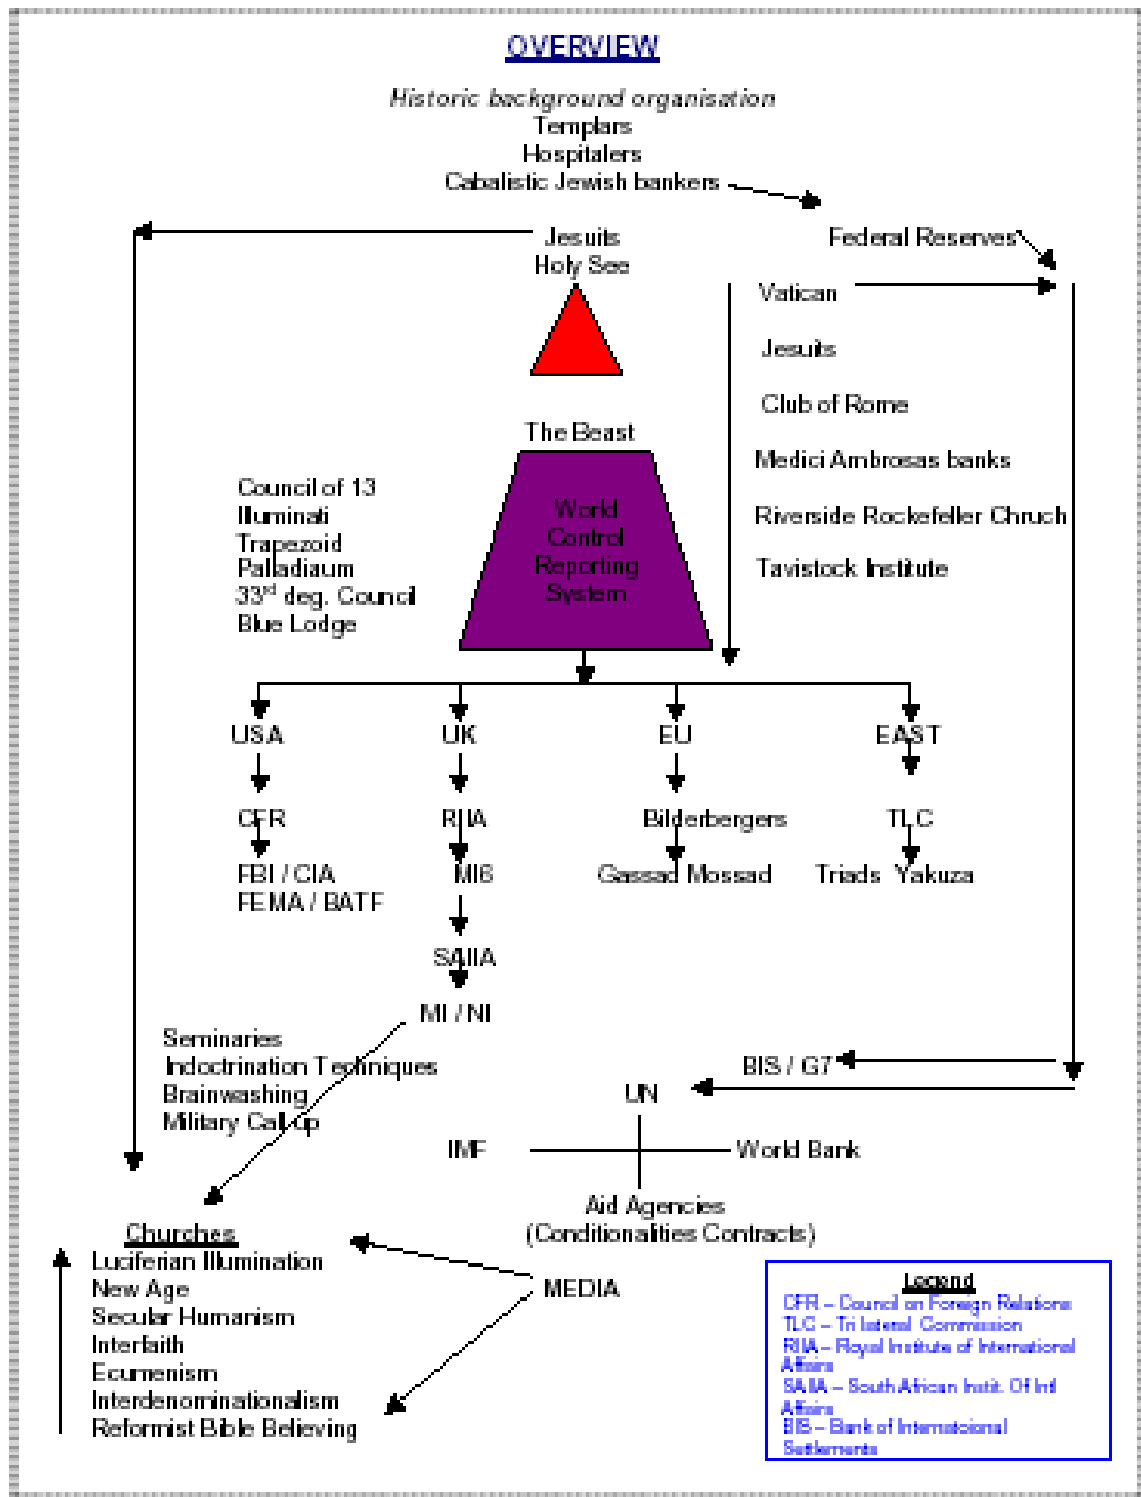 OVERVIEW
Historic background organisation
Templars
Hospitalers
Cabalistic Jewish bankers
Jesuits
Federal Reserves
Holy See
Vatican
Jesuits
Club of Rome
The Beast
Medici Ambrosas banks
Council of 13
Illuminati
Trapezoid
Palladiaum
33rd deg. Council
Blue Lodge
World
Control
Reporting
System
Riverside Rockefeller Chruch
Tavistock Institute
USA UK EU EAST
CFR RIIA Bilderbergers TLC
FBI / CIA MI6 Gassad Mossad Triads Yakuza
FEMA / BATF
SAIIA
MI / NI
Seminaries
Indoctrination Techniques
Brainwashing
Military Call up
BIS / G7
UN
IMF World Bank
Aid Agencies
(Conditionalities Contracts)
Churches
Luciferian Illumination
New Age
Secular Humanism
Interfaith
Ecumenism
Interdenominationalism
Reformist Bible Believing
MEDIA
Legend
CFR – Council on Foreign Relations
TLC – Tri lateral Commission
RIIA – Royal Institute of International
Affairs
SAIIA – South African Instit. Of Intl
Affairs
BIS – Bank of Internatoional
Settlements